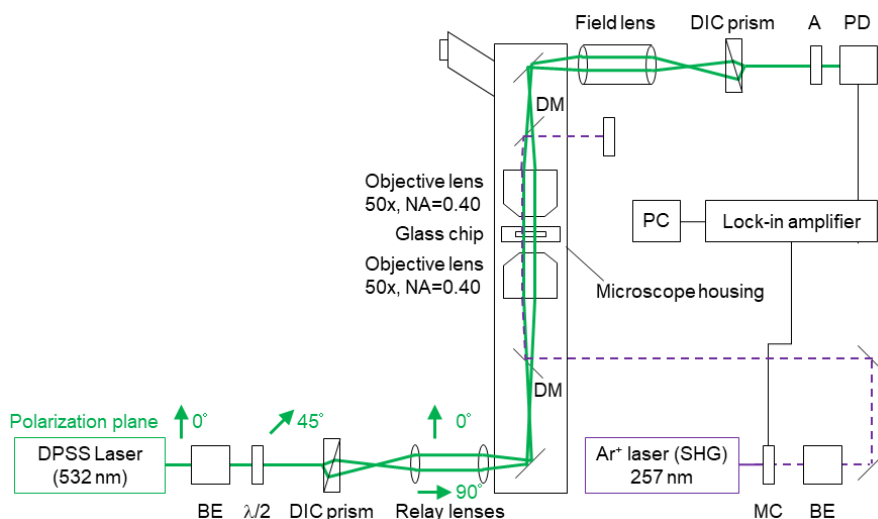 Field lens
DIC prism
A
PD
DM
Objective lens
50x, NA=0.40
Glass chip
Objective lens
50x, NA=0.40
PC
Lock-in amplifier
Microscope housing
DM
Polarization plane
0°
45°
0°
DPSS Laser
(532 nm)
90°
Ar⁺ laser (SHG)
257 nm
BE
λ/2
DIC prism
Relay lenses
MC
BE